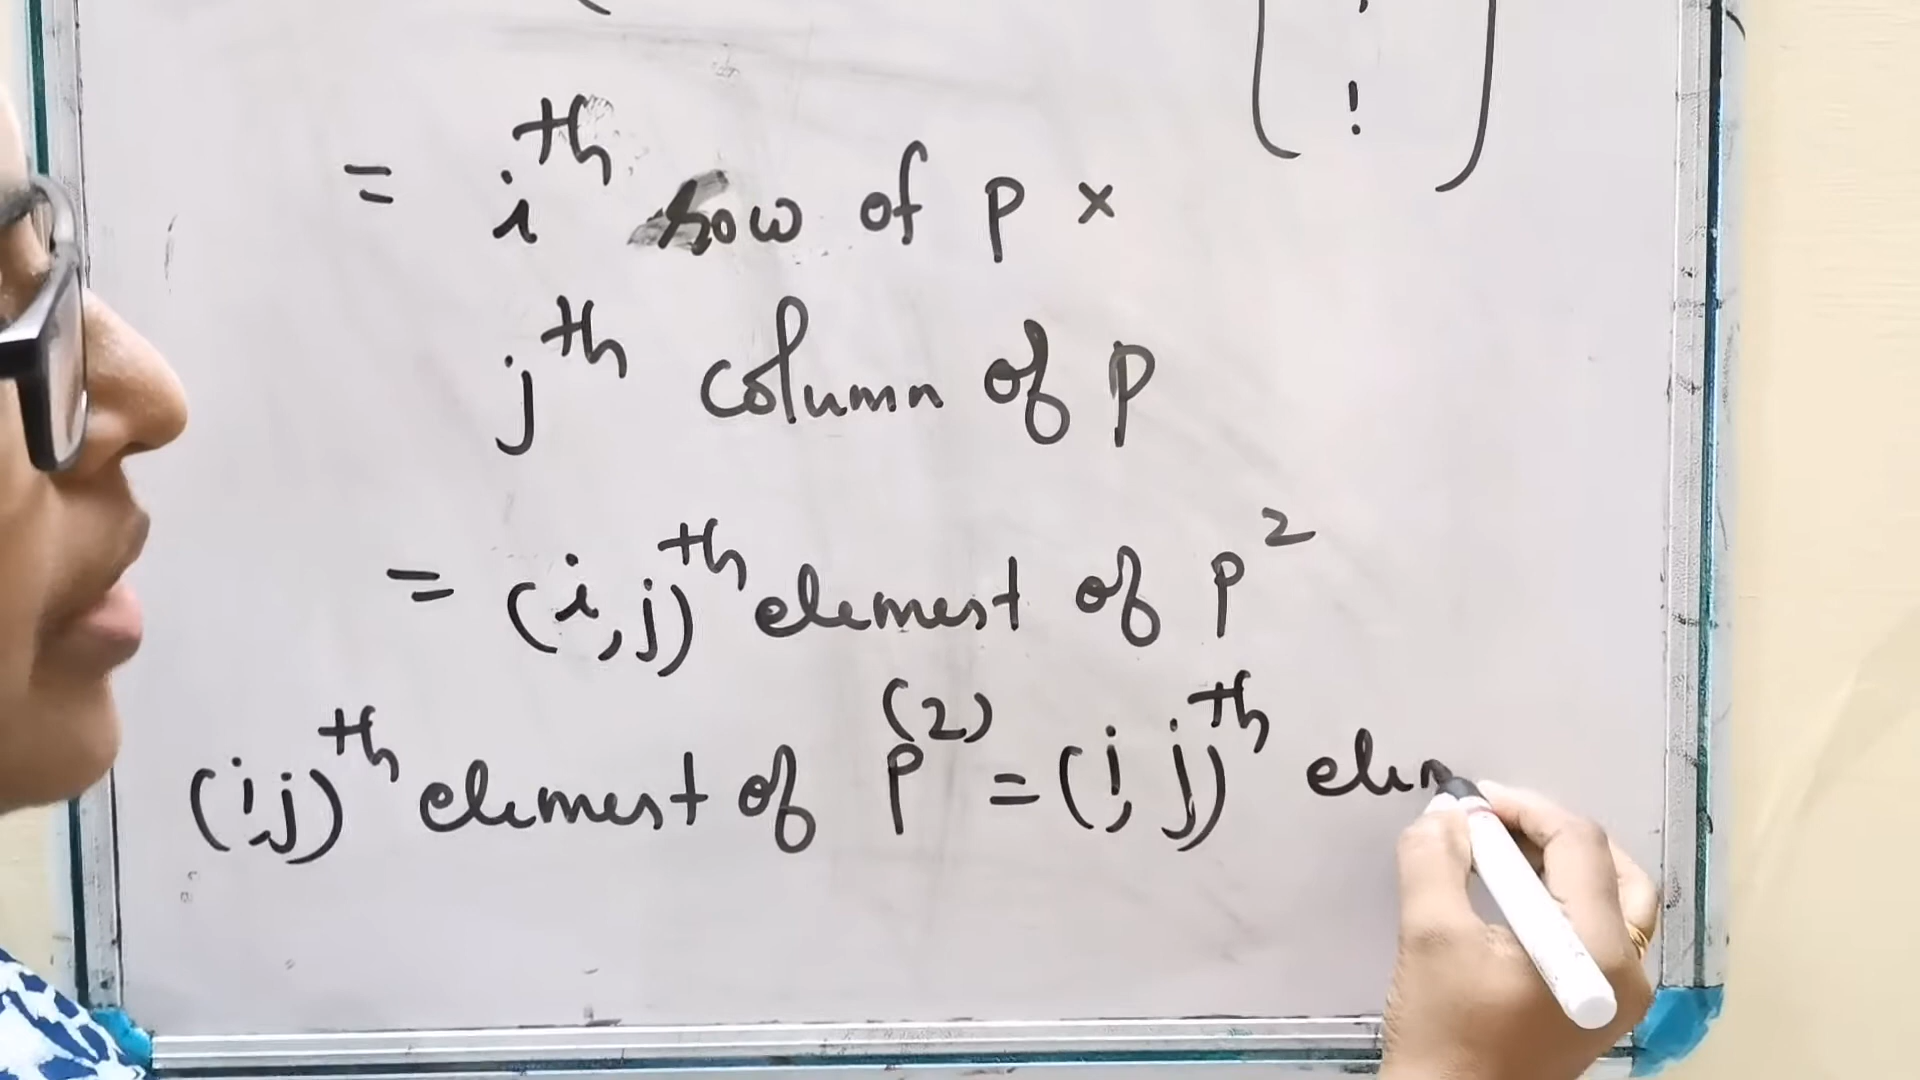 = i^th row of P ×
j^th column of P
= (i,j)^th element of P^2
(i,j)^th element of P^(2) = (i,j)^th elem